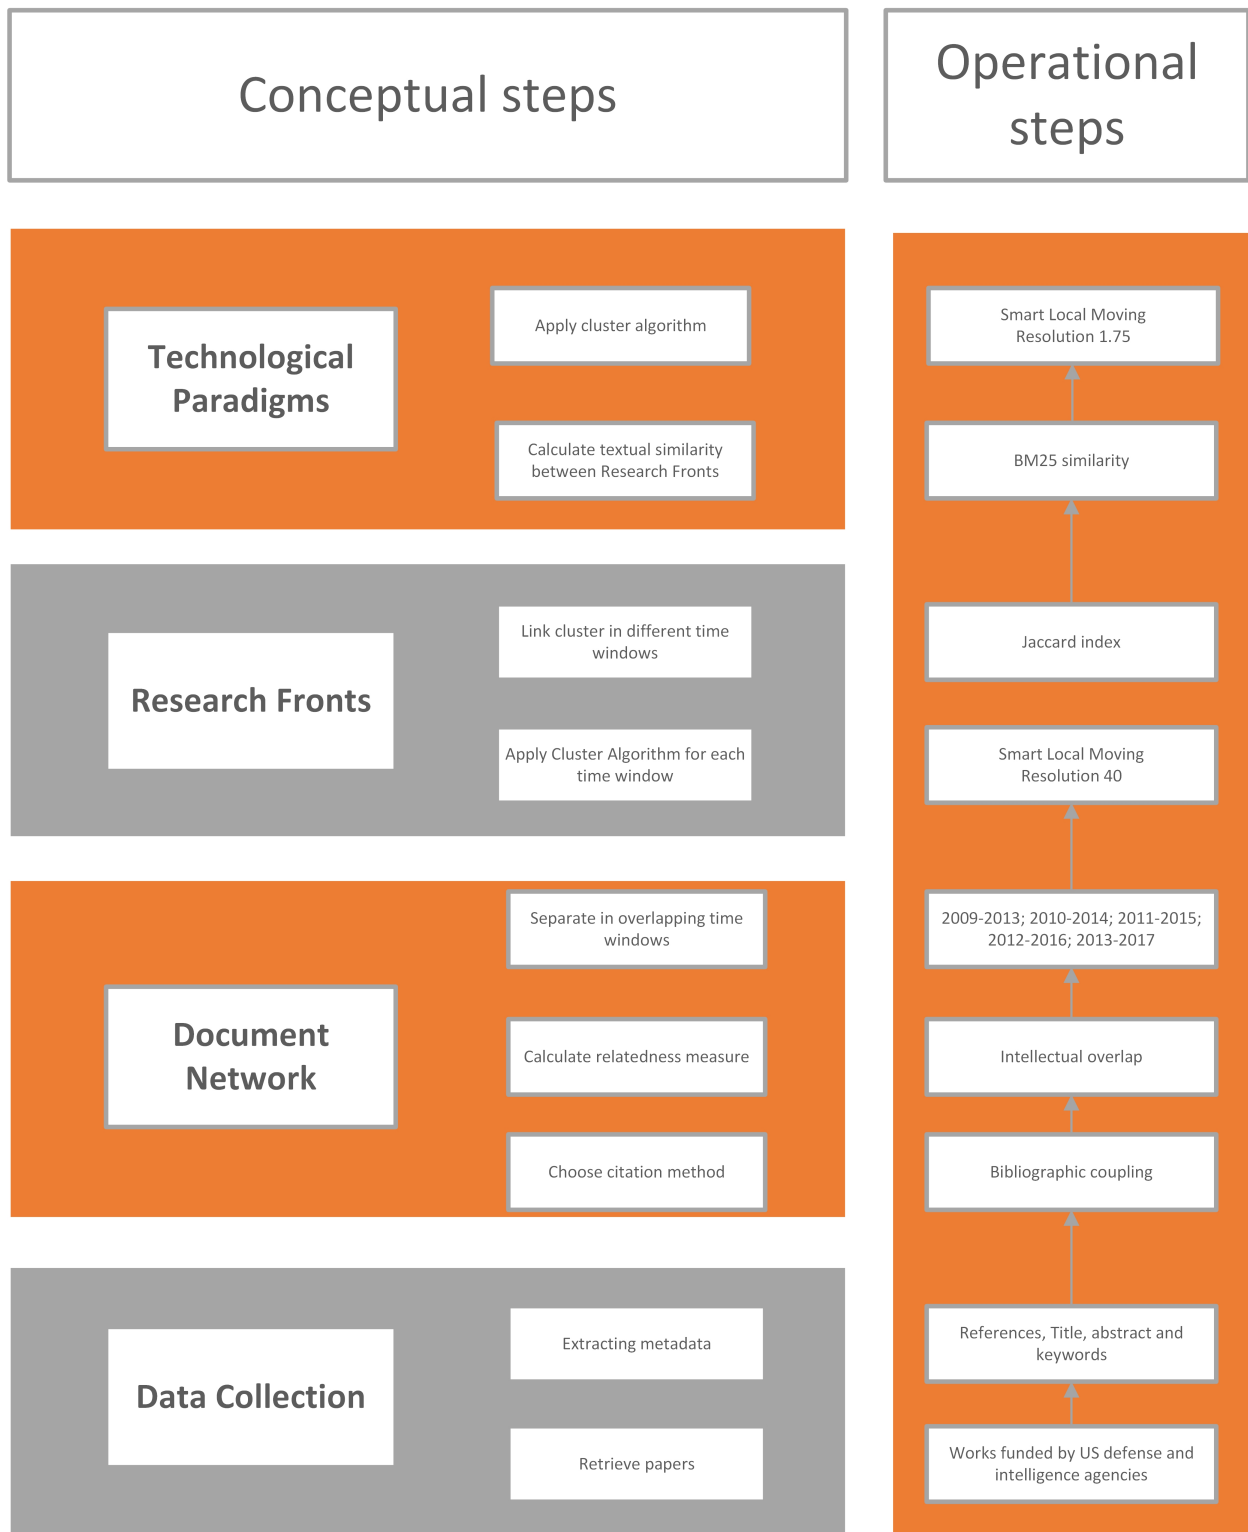 Conceptual steps
Operational
steps
Technological
Paradigms
Apply cluster algorithm
Calculate textual similarity
between Research Fronts
Smart Local Moving
Resolution 1.75
BM25 similarity
Research Fronts
Link cluster in different time
windows
Apply Cluster Algorithm for each
time window
Jaccard index
Smart Local Moving
Resolution 40
Document
Network
Separate in overlapping time
windows
Calculate relatedness measure
Choose citation method
2009-2013; 2010-2014; 2011-2015;
2012-2016; 2013-2017
Intellectual overlap
Bibliographic coupling
Data Collection
Extracting metadata
Retrieve papers
References, Title, abstract and
keywords
Works funded by US defense and
intelligence agencies